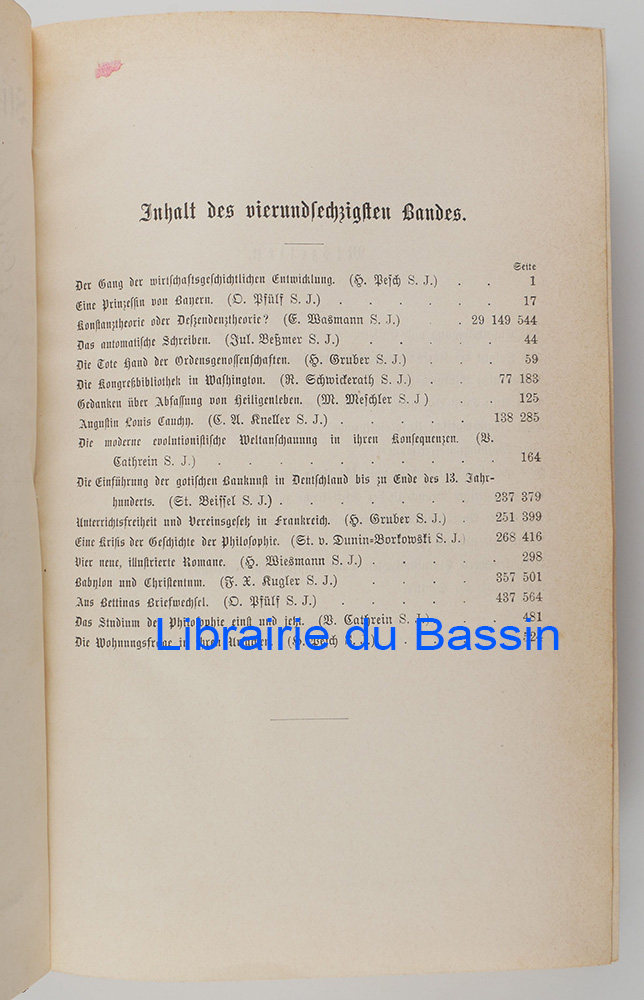 Inhalt des vierundsechzigsten Bandes.
Seite
Der Gang der wirtschaftsgeschichtlichen Entwicklung. (H. Pesch S. J.) . . 1
Eine Prinzessin von Bayern. (O. Pfülf S. J.) . . . . . . 17
Konstanztheorie oder Deszendenztheorie? (E. Wasmann S. J.) . 29 149 544
Das automatische Schreiben. (Jul. Beßmer S. J.) . . . . 44
Die Tote Hand der Ordensgenossenschaften. (H. Gruber S. J.) . . . 59
Die Kongreßbibliothek in Washington. (R. Schwickerath S. J.) . . 77 183
Gedanken über Abfassung von Heiligenleben. (M. Meschler S. J) . . 125
Augustin Louis Cauchy. (C. A. Kneller S. J.) . . . . 138 285
Die moderne evolutionistische Weltanschauung in ihren Konsequenzen. (V.
Cathrein S. J.) . . . . . . . . . . 164
Die Einführung der gotischen Baukunst in Deutschland bis zu Ende des 13. Jahr-
hunderts. (St. Beissel S. J.) . . . . . . . 237 379
Unterrichtsfreiheit und Vereinsgesetz in Frankreich. (H. Gruber S. J.) . 251 399
Eine Krisis der Geschichte der Philosophie. (St. v. Dunin-Borkowski S. J.) 268 416
Vier neue, illustrierte Romane. (H. Wiesmann S. J.) . . . . 298
Babylon und Christentum. (F. X. Kugler S. J.) . . . . 357 501
Aus Bettinas Briefwechsel. (O. Pfülf S. J.) . . . . . 437 564
Das Studium der Philosophie einst und jetzt. (V. Cathrein S. J.) . . 481
Die Wohnungsfrage in ihren (H. Pesch S. J.) . . . .
Librairie du Bassin